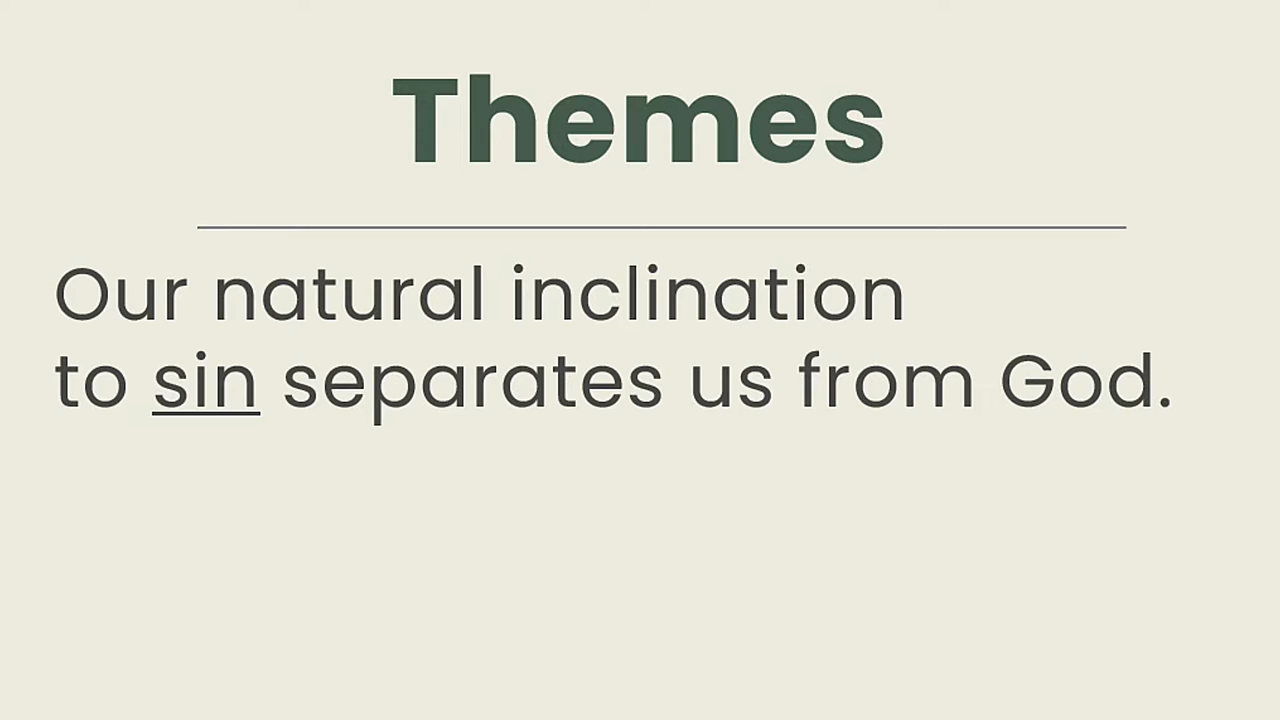 Themes
Our natural inclination
to sin separates us from God.